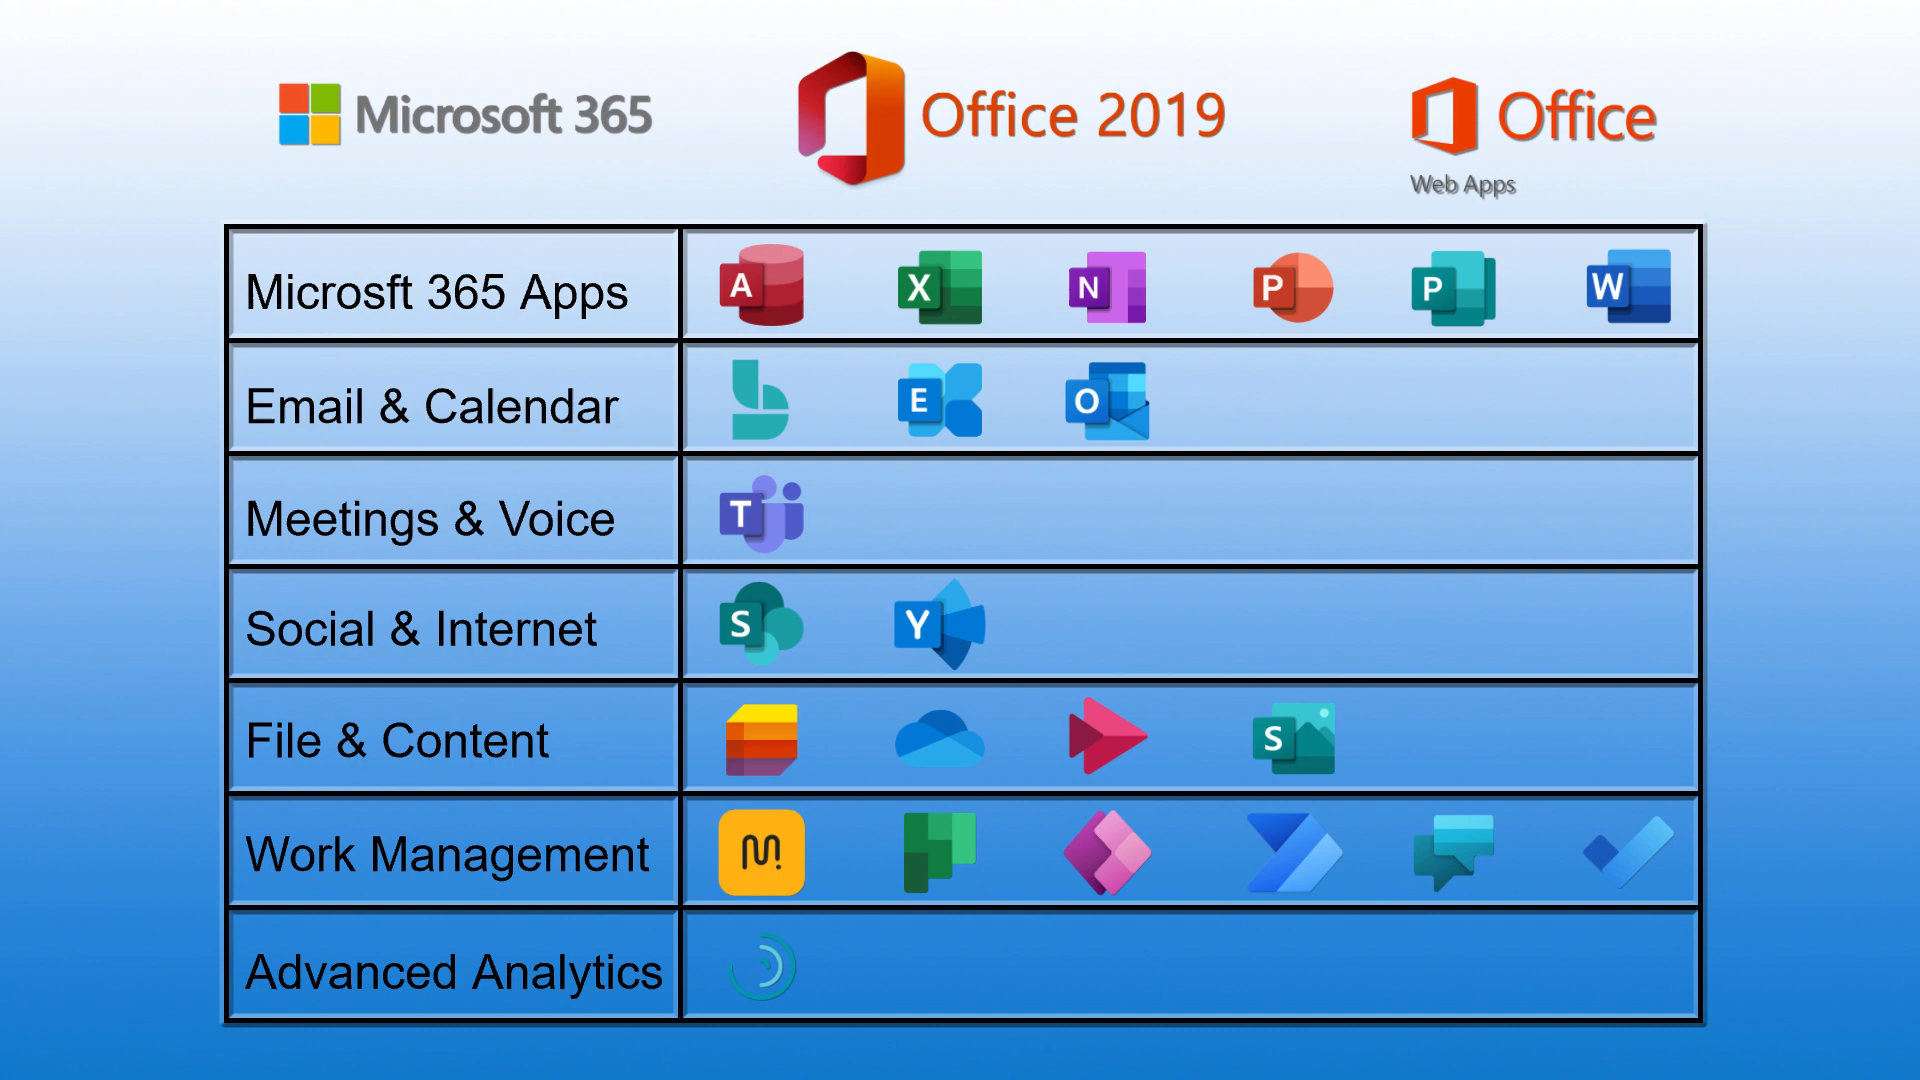 Microsoft 365
Office 2019
Office
Web Apps
Microsft 365 Apps
A X N P P W
Email & Calendar
E O
Meetings & Voice
T
Social & Internet
S Y
File & Content
S
Work Management
M
Advanced Analytics